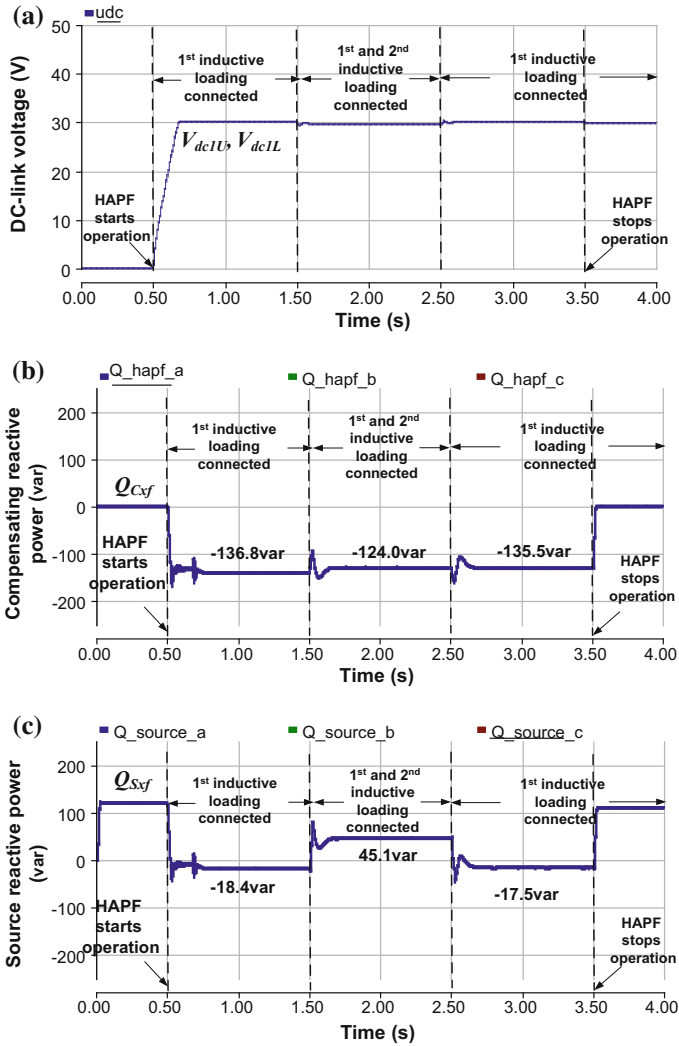 (a)
udc
DC-link voltage (V)
50
40
30
20
10
0
1st inductive
loading
connected
1st and 2nd
inductive
loading
connected
1st inductive
loading
connected
Vdc1U, Vdc1L
HAPF
starts
operation
HAPF
stops
operation
0.00 0.50 1.00 1.50 2.00 2.50 3.00 3.50 4.00
Time (s)
(b)
Q_hapf_a Q_hapf_b Q_hapf_c
Compensating reactive
power (var)
200
100
0
-100
-200
1st inductive
loading
connected
1st and 2nd
inductive
loading
connected
1st inductive
loading
connected
QCxf
-136.8var
-124.0var
-135.5var
HAPF
starts
operation
HAPF
stops
operation
0.00 0.50 1.00 1.50 2.00 2.50 3.00 3.50 4.00
Time (s)
(c)
Q_source_a Q_source_b Q_source_c
Source reactive power
(var)
200
100
0
-100
-200
QSxf
1st inductive
loading
connected
1st and 2nd
inductive
loading
connected
1st inductive
loading
connected
-18.4var
45.1var
-17.5var
HAPF
starts
operation
HAPF
stops
operation
0.00 0.50 1.00 1.50 2.00 2.50 3.00 3.50 4.00
Time (s)